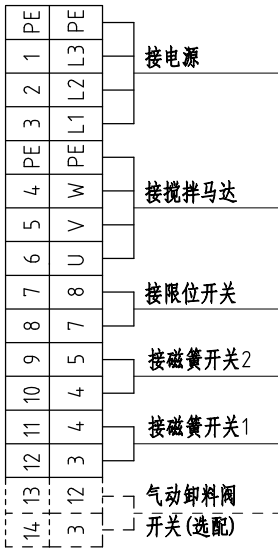 PE PE
1 L3 接电源
2 L2
3 L1
PE PE
4 W 接搅拌马达
5 V
6 U
7 8 接限位开关
8 7
9 5 接磁簧开关2
10 4
11 4 接磁簧开关1
12 3
13 12 气动卸料阀
14 3 开关(选配)